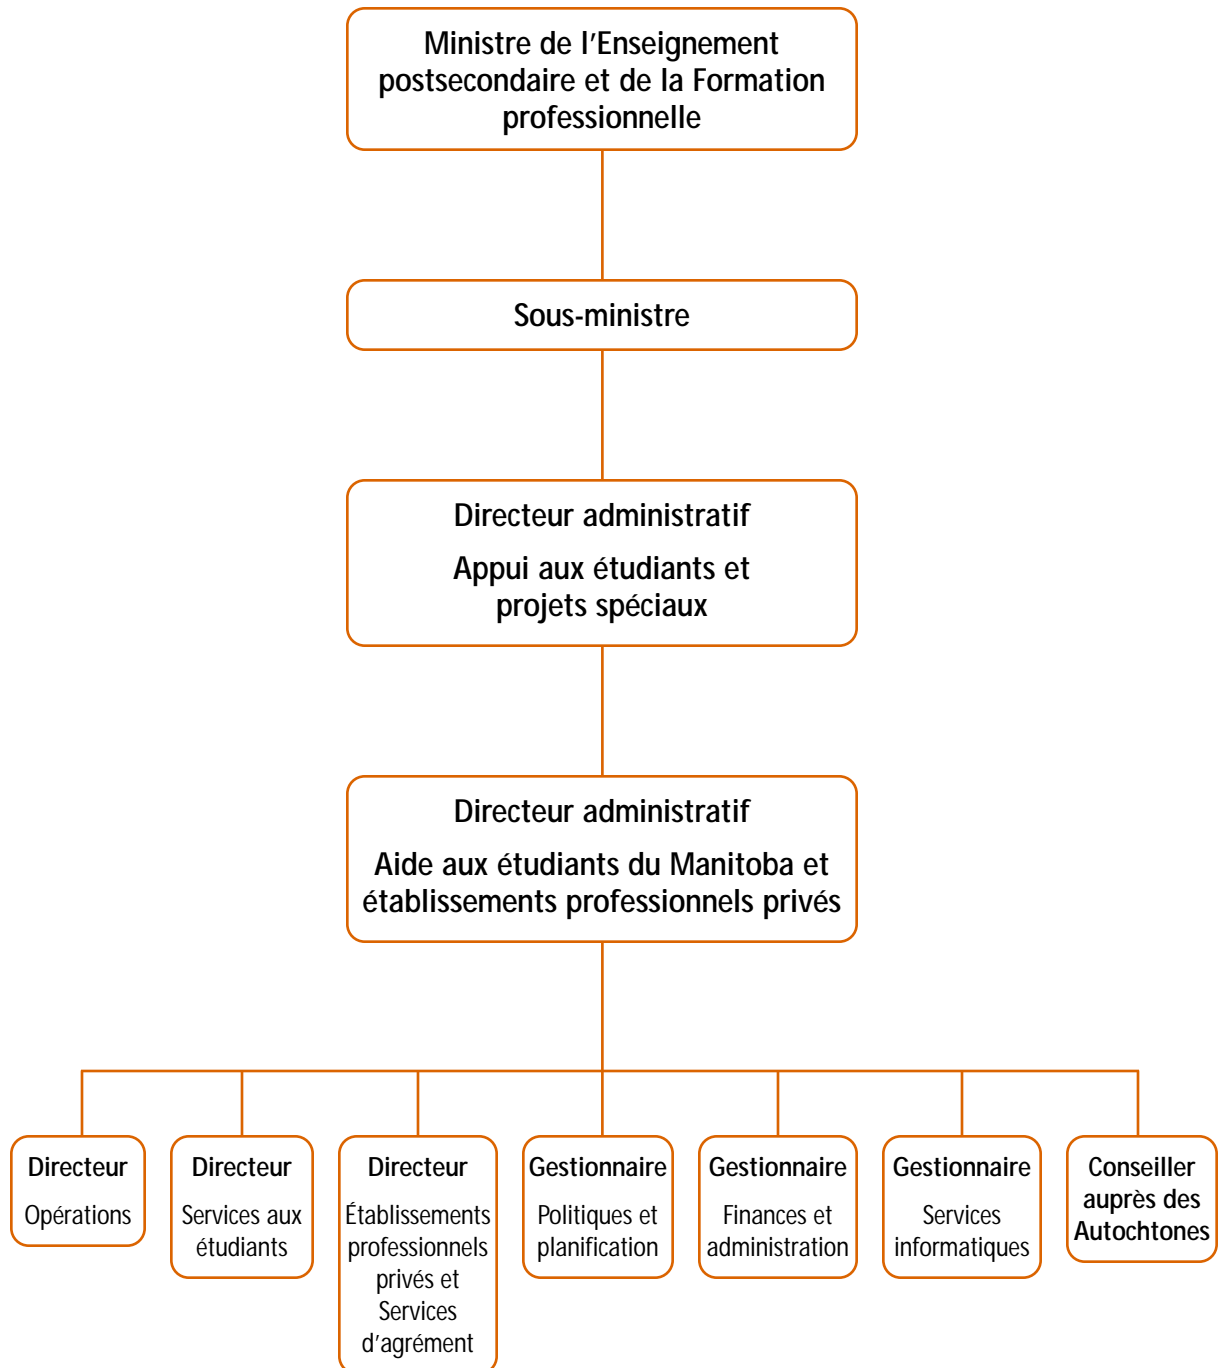 Ministre de l'Enseignement
postsecondaire et de la Formation
professionnelle
Sous-ministre
Directeur administratif
Appui aux étudiants et
projets spéciaux
Directeur administratif
Aide aux étudiants du Manitoba et
établissements professionnels privés
Directeur
Opérations
Directeur
Services aux
étudiants
Directeur
Établissements
professionnels
privés et
Services
d'agrément
Gestionnaire
Politiques et
planification
Gestionnaire
Finances et
administration
Gestionnaire
Services
informatiques
Conseiller
auprès des
Autochtones